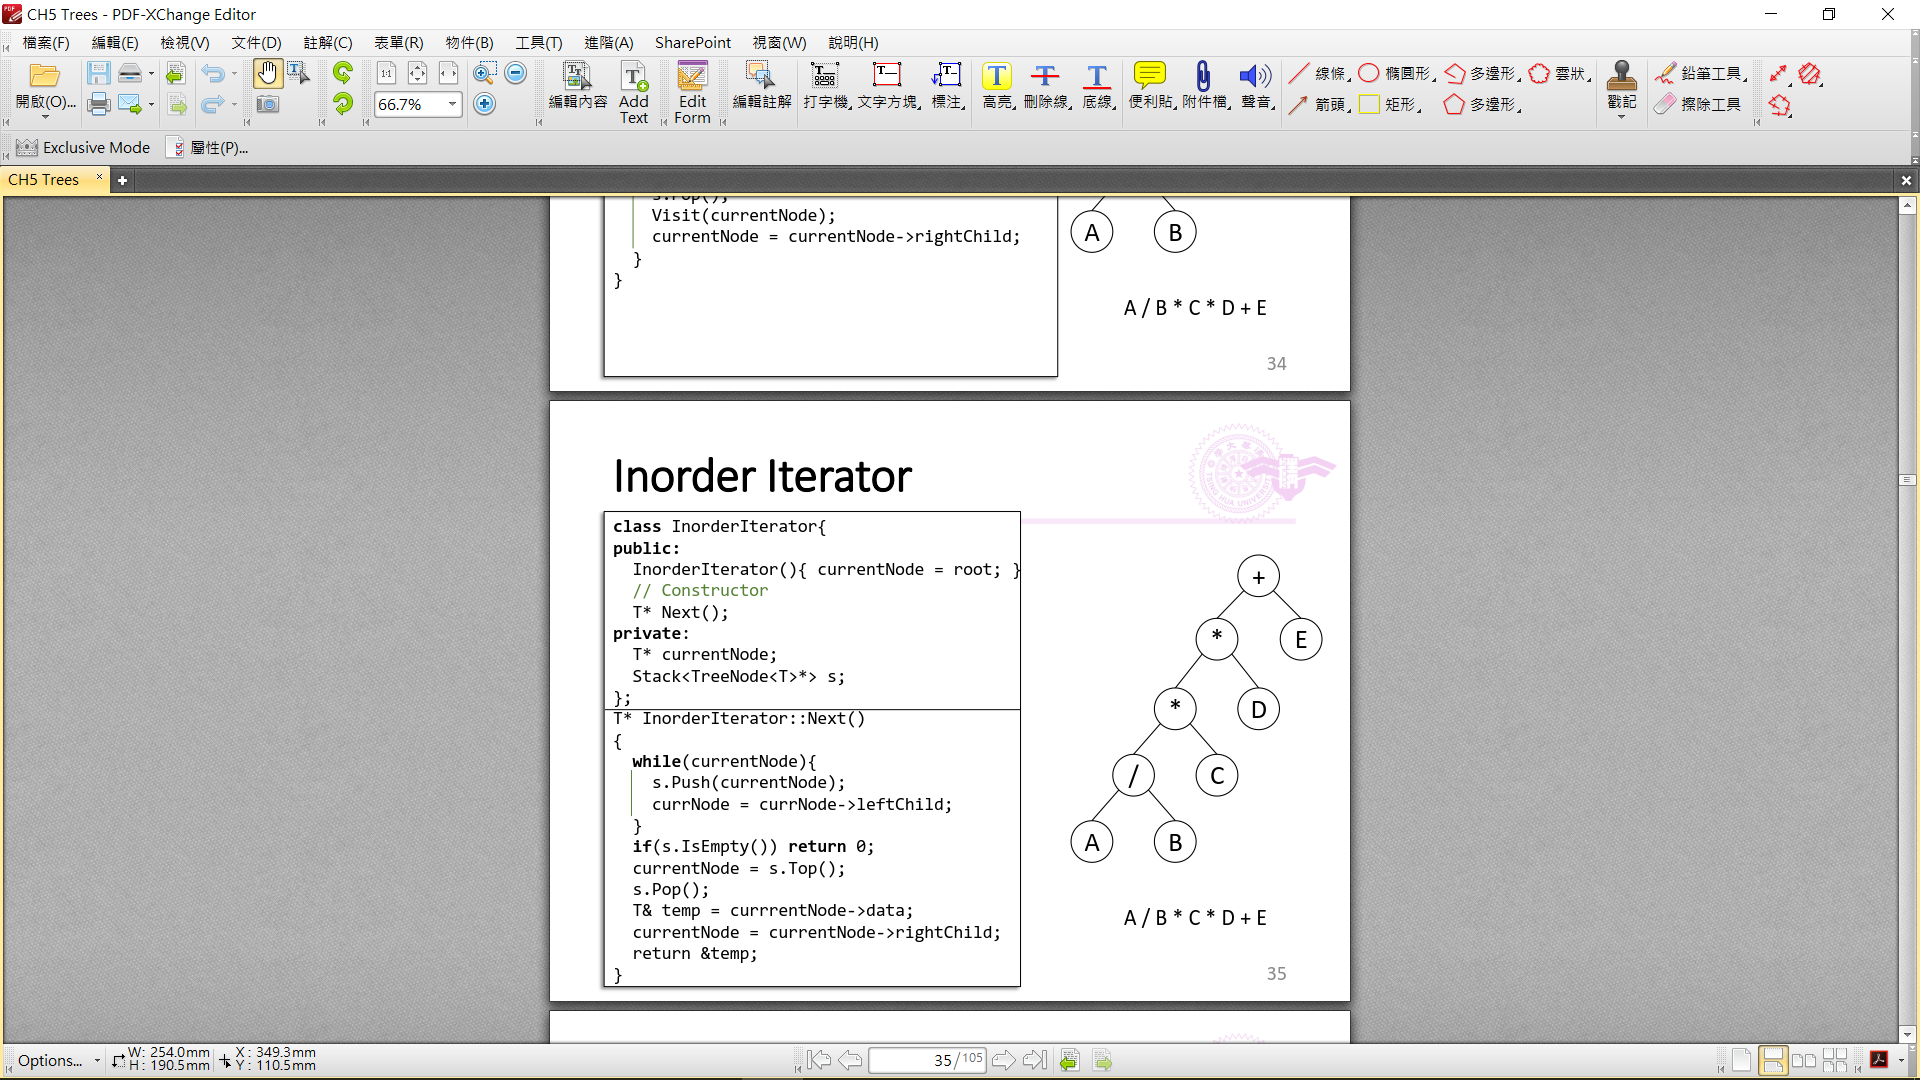 CH5 Trees - PDF-XChange Editor
檔案(F) 編輯(E) 檢視(V) 文件(D) 註解(C) 表單(R) 物件(B) 工具(T) 進階(A) SharePoint 視窗(W) 說明(H)
開啟(O)...
66.7%
編輯內容
Add Text
Edit Form
編輯註解
打字機
文字方塊
標注
高亮
刪除線
底線
便利貼
附件檔
聲音
線條
橢圓形
多邊形
雲狀
箭頭
矩形
多邊形
戳記
鉛筆工具
擦除工具
Exclusive Mode 屬性(P)...
CH5 Trees
s.Pop();
Visit(currentNode);
currentNode = currentNode->rightChild;
}
}
A B
A / B * C * D + E
34
Inorder Iterator
class InorderIterator{
public:
InorderIterator(){ currentNode = root; }
// Constructor
T* Next();
private:
T* currentNode;
Stack<TreeNode<T>*> s;
};
T* InorderIterator::Next()
{
while(currentNode){
s.Push(currentNode);
currNode = currNode->leftChild;
}
if(s.IsEmpty()) return 0;
currentNode = s.Top();
s.Pop();
T& temp = currrentNode->data;
currentNode = currentNode->rightChild;
return &temp;
}
+
* E
* D
/ C
A B
A / B * C * D + E
35
Options...
W: 254.0mm
H: 190.5mm
X: 349.3mm
Y: 110.5mm
35 / 105